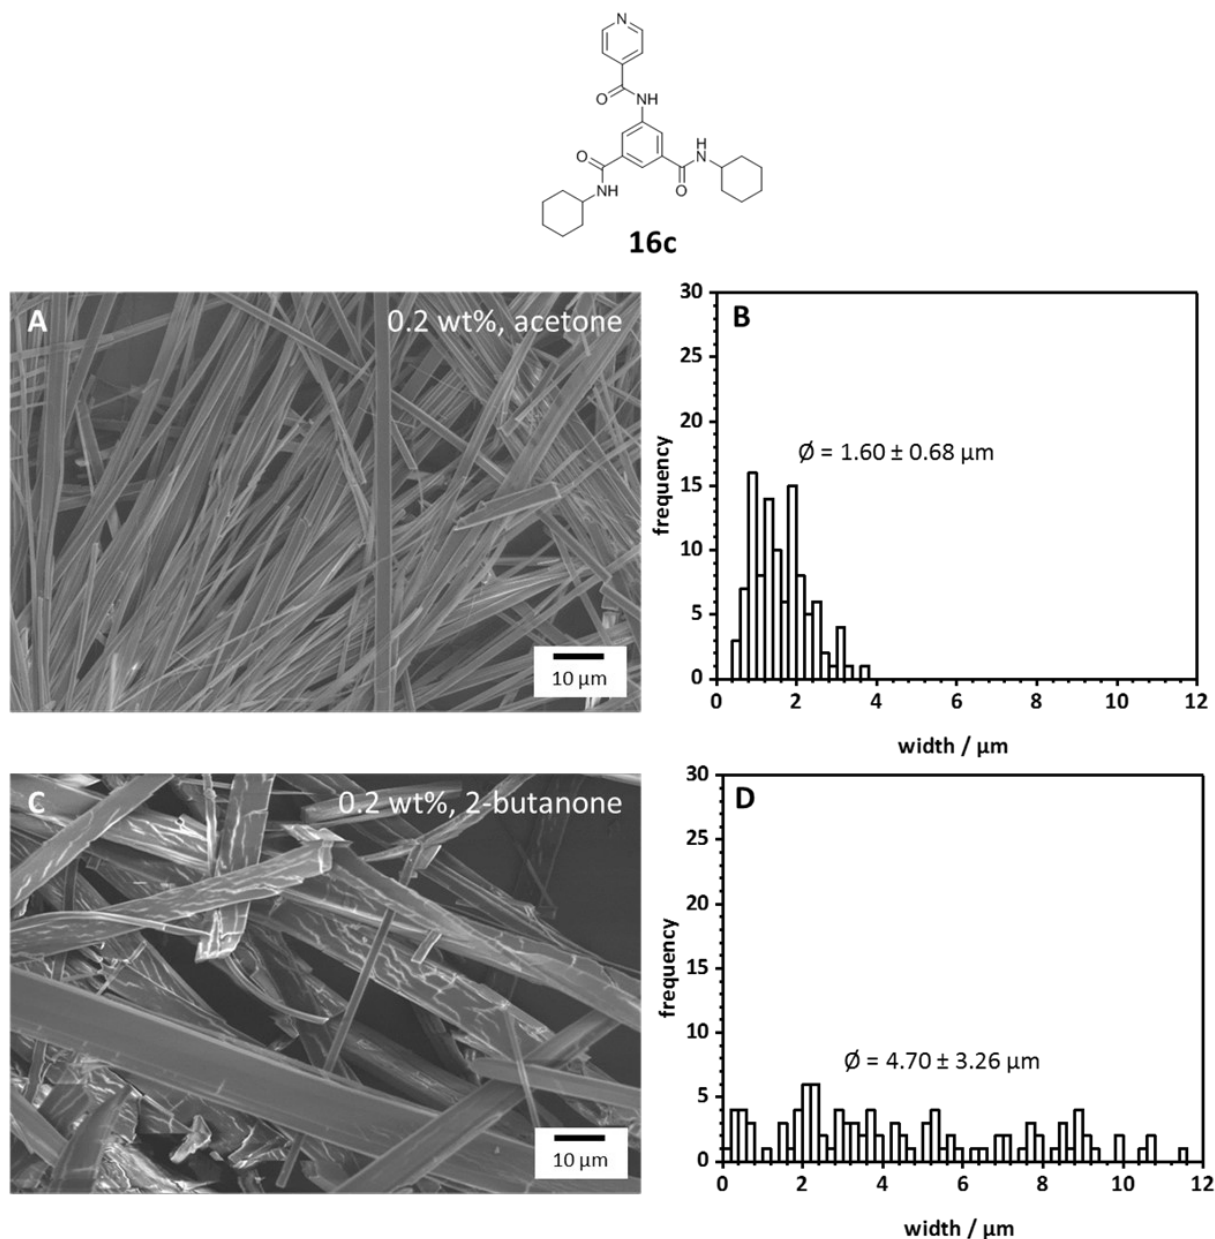 N
O
NH
O
NH
H
N
O
16c
A
0.2 wt%, acetone
10 µm
B
30
25
20
15
10
5
0
frequency
Ø = 1.60 ± 0.68 µm
0 2 4 6 8 10 12
width / µm
C
0.2 wt%, 2-butanone
10 µm
D
30
25
20
15
10
5
0
frequency
Ø = 4.70 ± 3.26 µm
0 2 4 6 8 10 12
width / µm